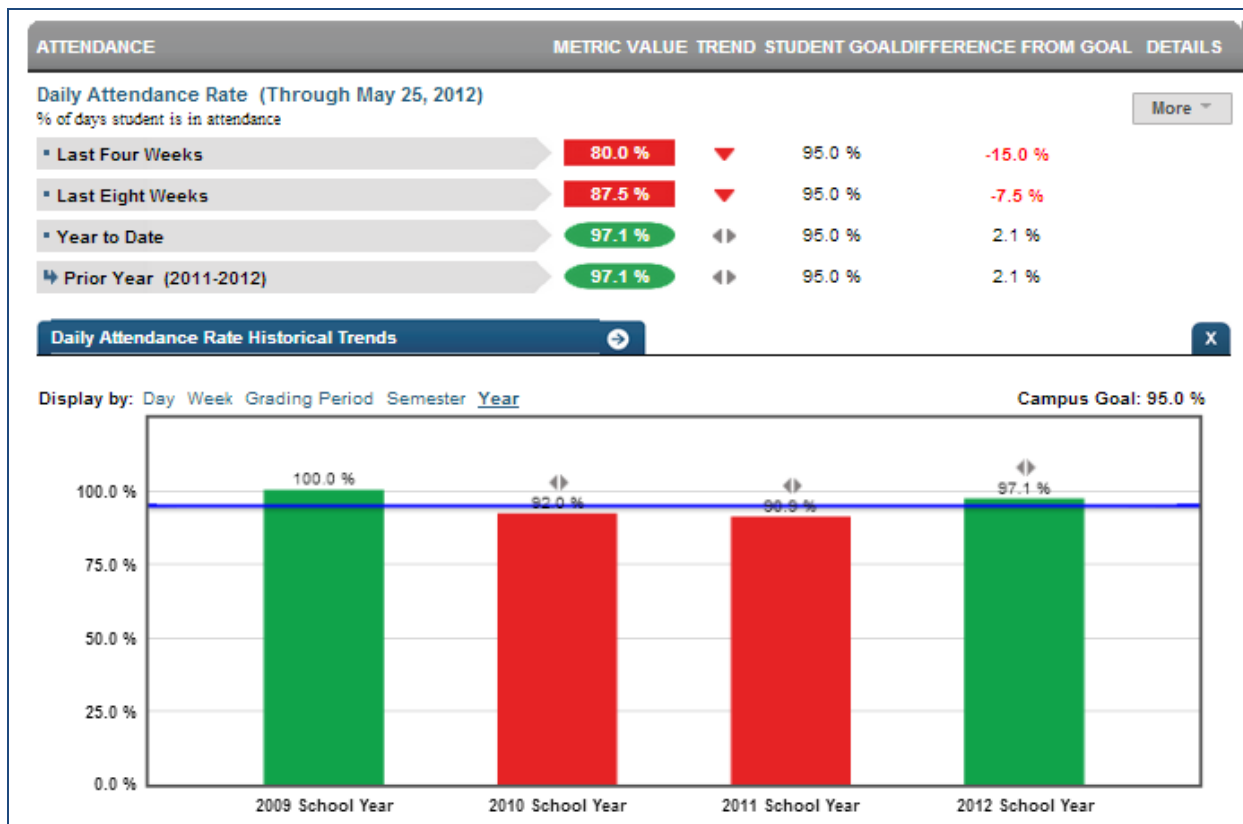 ATTENDANCE METRIC VALUE TREND STUDENT GOALDIFFERENCE FROM GOAL DETAILS
Daily Attendance Rate (Through May 25, 2012)
% of days student is in attendance
More
Last Four Weeks 80.0 % 95.0 % -15.0 %
Last Eight Weeks 87.5 % 95.0 % -7.5 %
Year to Date 97.1 % 95.0 % 2.1 %
Prior Year (2011-2012) 97.1 % 95.0 % 2.1 %
Daily Attendance Rate Historical Trends X
Display by: Day Week Grading Period Semester Year Campus Goal: 95.0 %
100.0 %
92.0 %
90.9 %
97.1 %
100.0 %
75.0 %
50.0 %
25.0 %
0.0 %
2009 School Year 2010 School Year 2011 School Year 2012 School Year